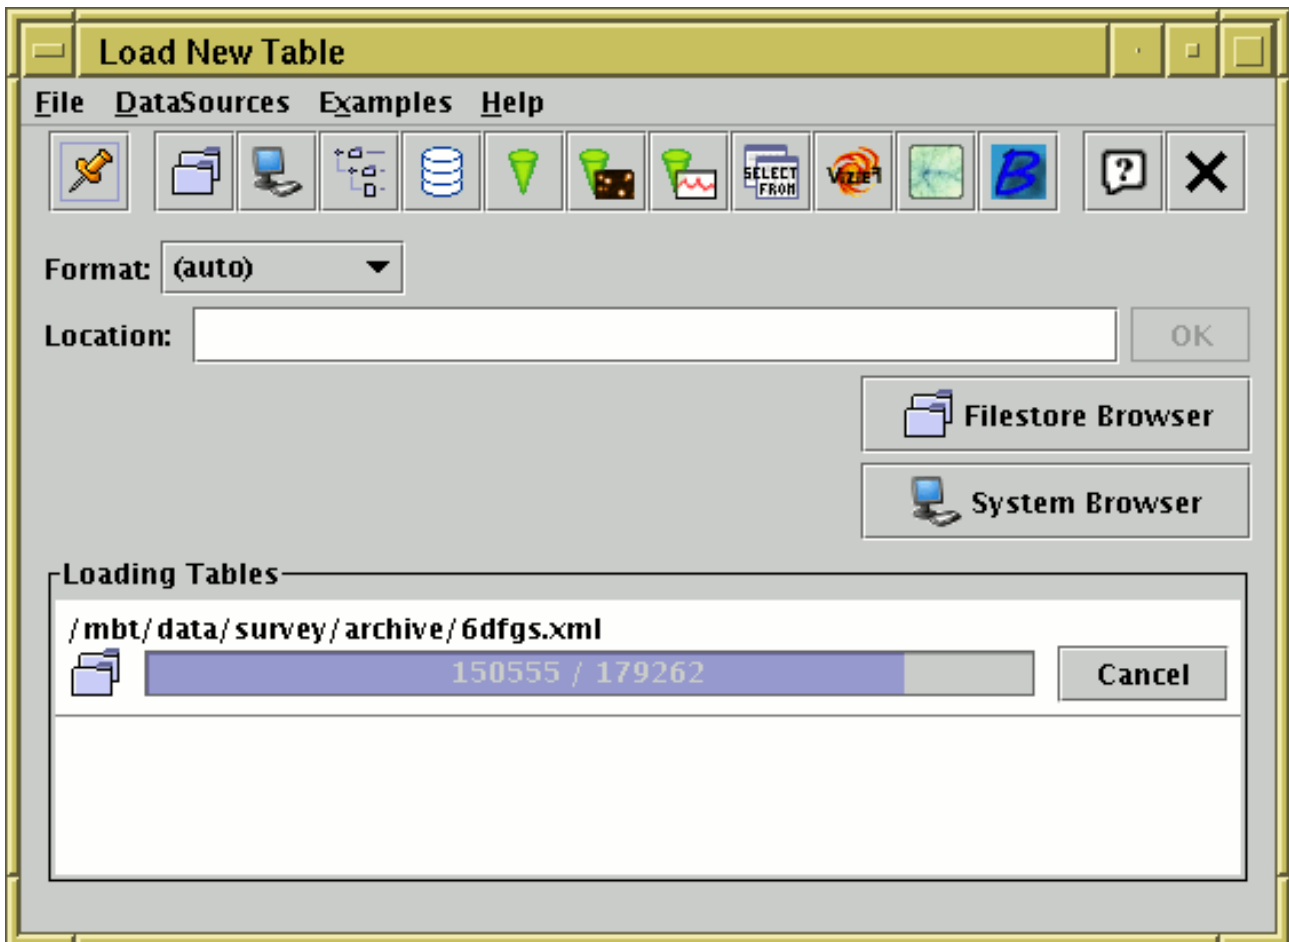 Load New Table
File DataSources Examples Help
SELECT FROM
VizieR
B
?
Format: (auto)
Location:
OK
Filestore Browser
System Browser
Loading Tables
/mbt/data/survey/archive/6dfgs.xml
150555 / 179262
Cancel